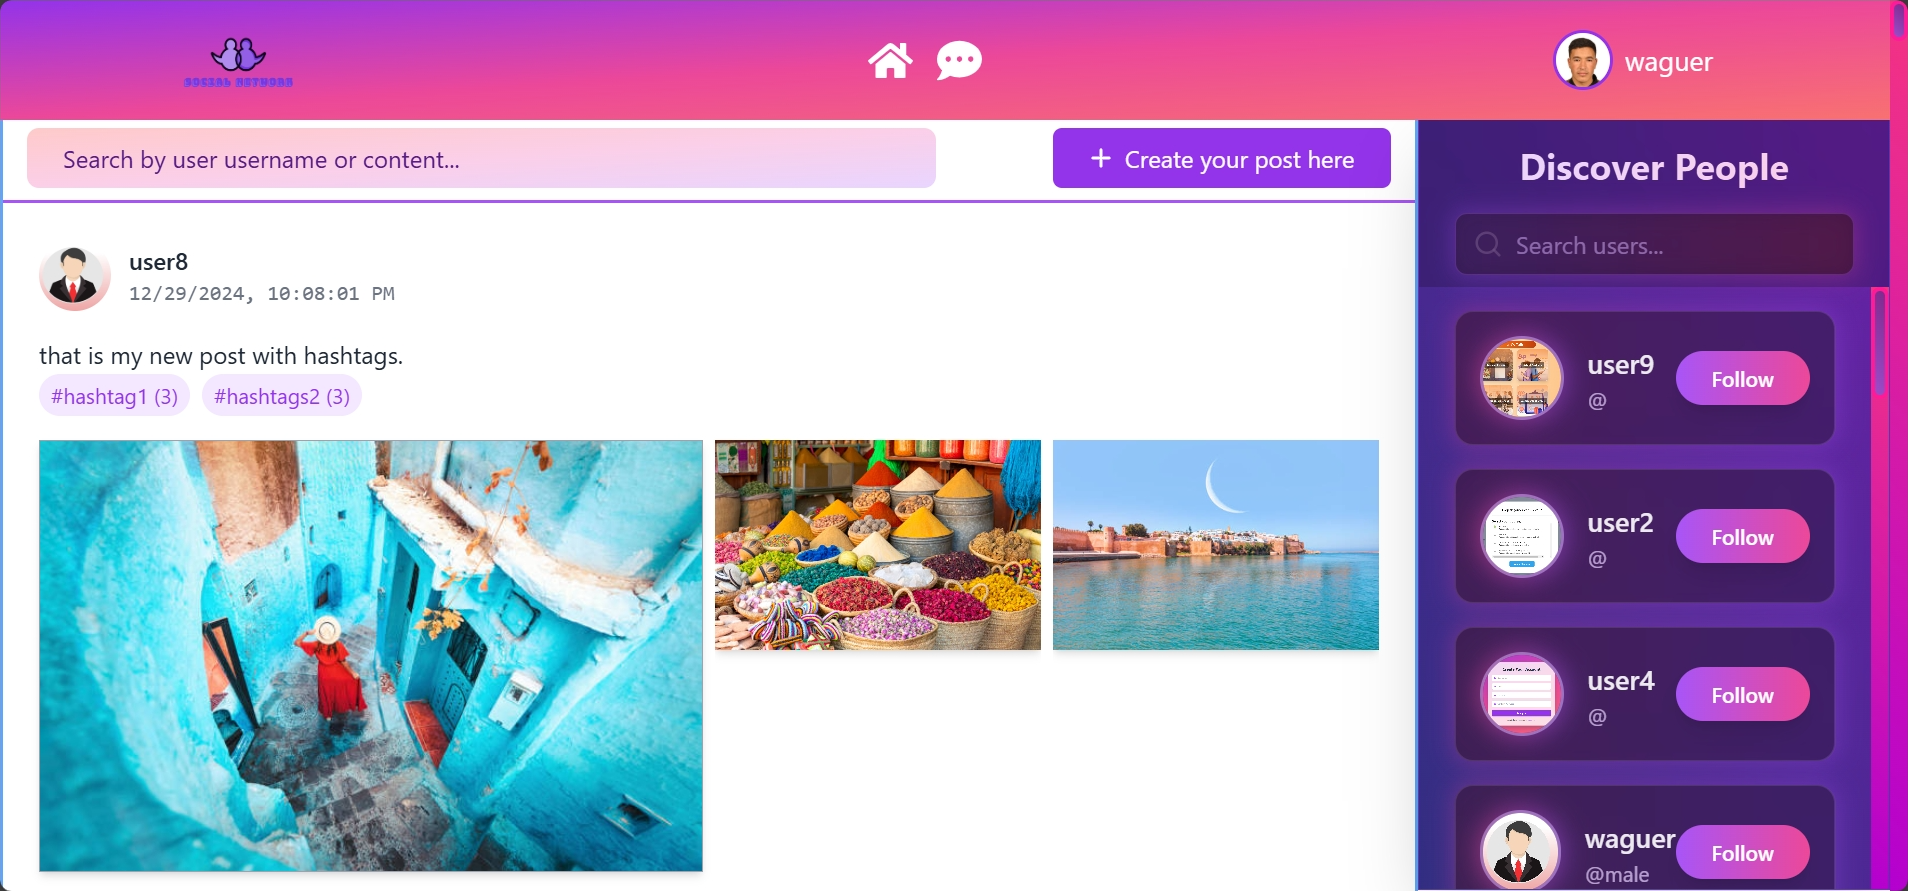 SOCIAL NETWORK
waguer
Search by user username or content...
+ Create your post here
user8
12/29/2024, 10:08:01 PM
that is my new post with hashtags.
#hashtag1 (3) #hashtags2 (3)
Discover People
Search users...
user9
@
Follow
user2
@
Follow
user4
@
Follow
waguer
@male
Follow